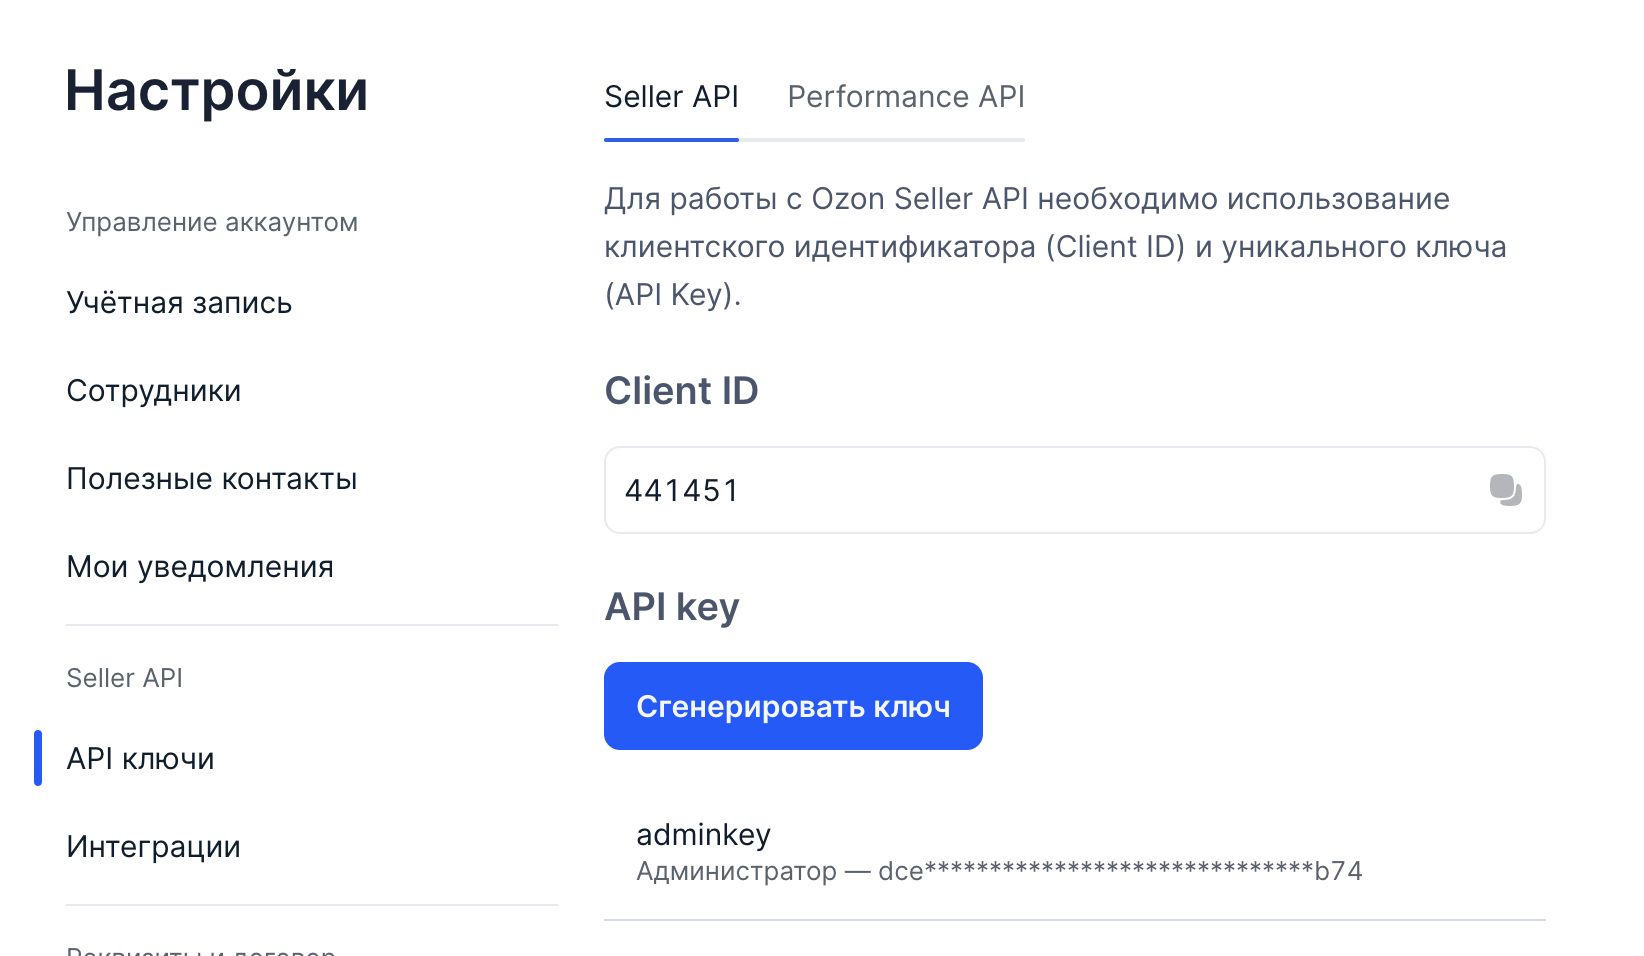 Настройки
Управление аккаунтом
Учётная запись
Сотрудники
Полезные контакты
Мои уведомления
Seller API
API ключи
Интеграции
Реквизиты и договор
Seller API Performance API
Для работы с Ozon Seller API необходимо использование
клиентского идентификатора (Client ID) и уникального ключа
(API Key).
Client ID
441451
API key
Сгенерировать ключ
adminkey
Администратор — dce******************************b74